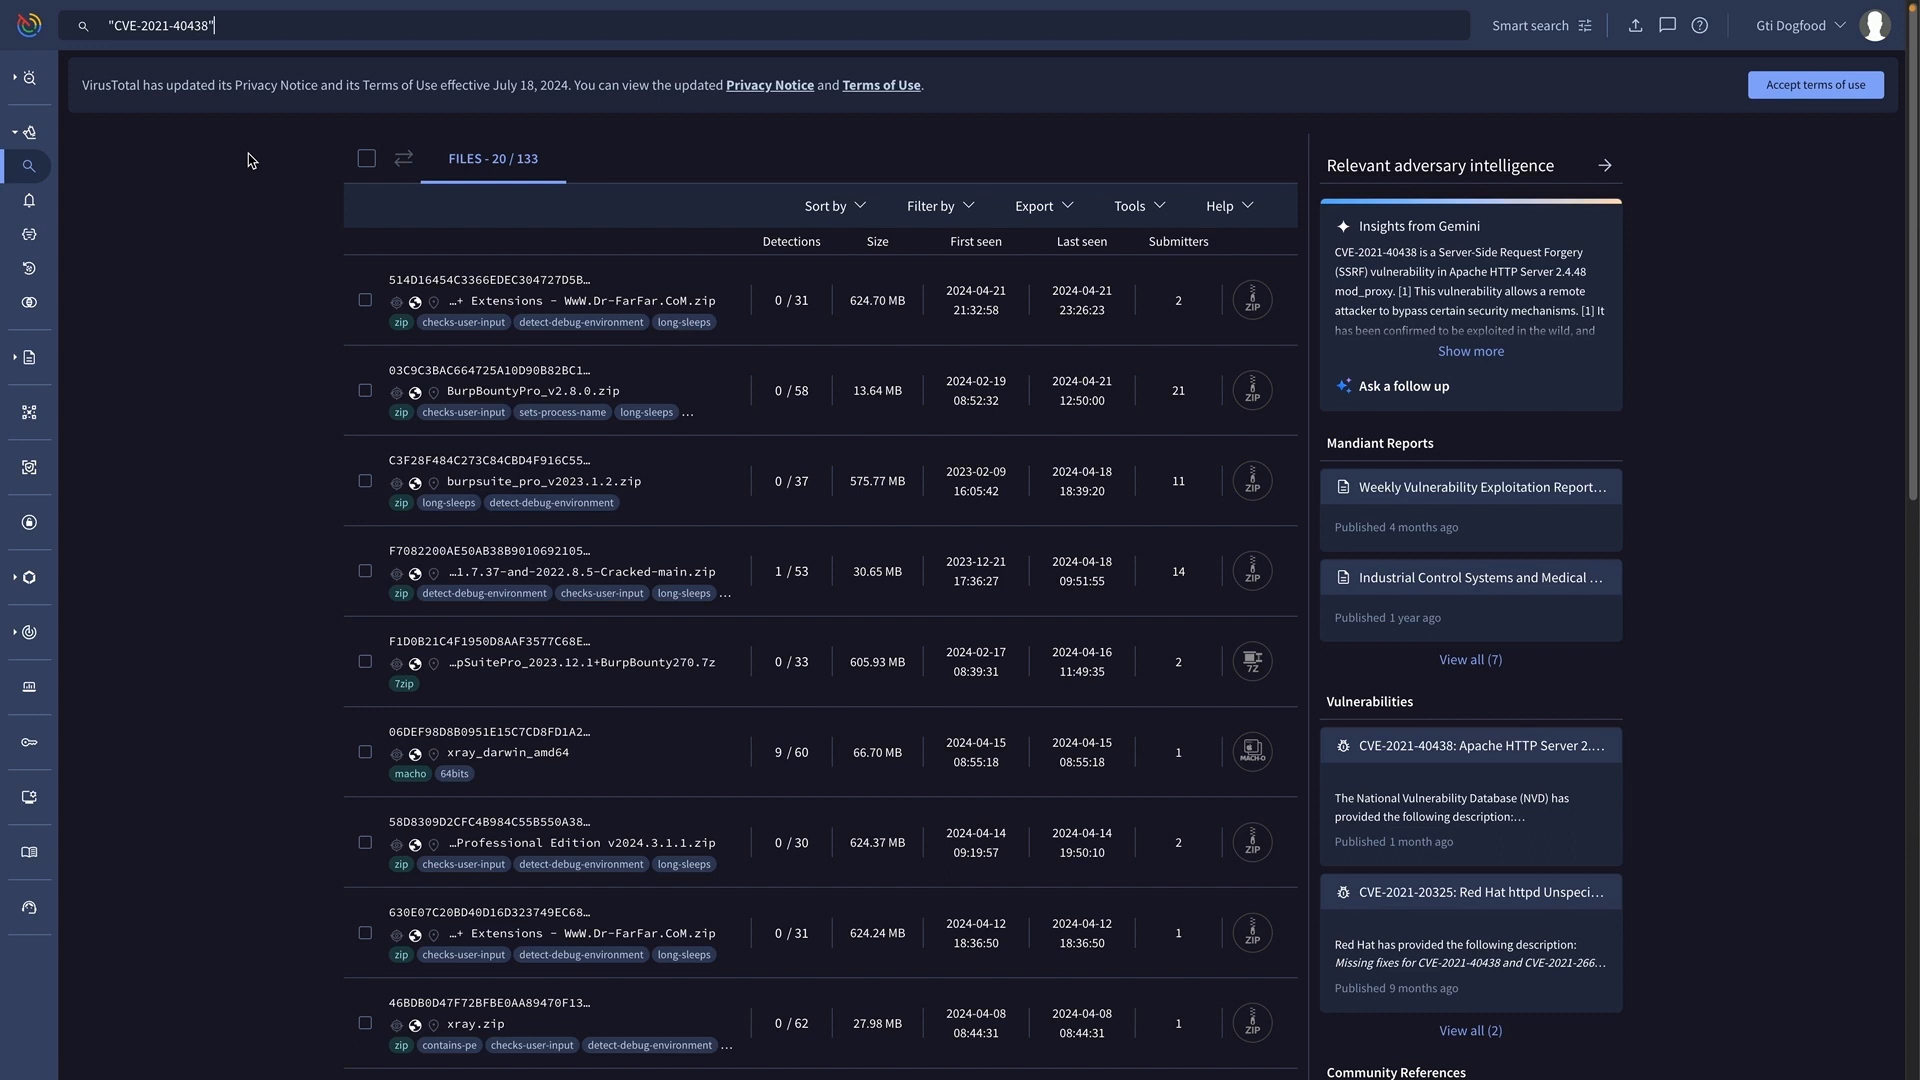 "CVE-2021-40438"
Smart search
Gti Dogfood
VirusTotal has updated its Privacy Notice and its Terms of Use effective July 18, 2024. You can view the updated Privacy Notice and Terms of Use.
Accept terms of use
FILES - 20 / 133
Sort by
Filter by
Export
Tools
Help
Detections
Size
First seen
Last seen
Submitters
514D16454C3366EDEC304727D5B…
…+ Extensions - WwW.Dr-FarFar.CoM.zip
zip checks-user-input detect-debug-environment long-sleeps
0 / 31
624.70 MB
2024-04-21
21:32:58
2024-04-21
23:26:23
2
ZIP
03C9C3BAC664725A10D90B82BC1…
BurpBountyPro_v2.8.0.zip
zip checks-user-input sets-process-name long-sleeps ...
0 / 58
13.64 MB
2024-02-19
08:52:32
2024-04-21
12:50:00
21
ZIP
C3F28F484C273C84CBD4F916C55…
burpsuite_pro_v2023.1.2.zip
zip long-sleeps detect-debug-environment
0 / 37
575.77 MB
2023-02-09
16:05:42
2024-04-18
18:39:20
11
ZIP
F7082200AE50AB38B9010692105…
…1.7.37-and-2022.8.5-Cracked-main.zip
zip detect-debug-environment checks-user-input long-sleeps ...
1 / 53
30.65 MB
2023-12-21
17:36:27
2024-04-18
09:51:55
14
ZIP
F1D0B21C4F1950D8AAF3577C68E…
…pSuitePro_2023.12.1+BurpBounty270.7z
7zip
0 / 33
605.93 MB
2024-02-17
08:39:31
2024-04-16
11:49:35
2
7Z
06DEF98D8B0951E15C7CD8FD1A2…
xray_darwin_amd64
macho 64bits
9 / 60
66.70 MB
2024-04-15
08:55:18
2024-04-15
08:55:18
1
MACH-O
58D8309D2CFC4B984C55B550A38…
…Professional Edition v2024.3.1.1.zip
zip checks-user-input detect-debug-environment long-sleeps
0 / 30
624.37 MB
2024-04-14
09:19:57
2024-04-14
19:50:10
2
ZIP
630E07C20BD40D16D323749EC68…
…+ Extensions - WwW.Dr-FarFar.CoM.zip
zip checks-user-input detect-debug-environment long-sleeps
0 / 31
624.24 MB
2024-04-12
18:36:50
2024-04-12
18:36:50
1
ZIP
46BDB0D47F72BFBE0AA89470F13…
xray.zip
zip contains-pe checks-user-input detect-debug-environment ...
0 / 62
27.98 MB
2024-04-08
08:44:31
2024-04-08
08:44:31
1
ZIP
Relevant adversary intelligence
Insights from Gemini
CVE-2021-40438 is a Server-Side Request Forgery
(SSRF) vulnerability in Apache HTTP Server 2.4.48
mod_proxy. [1] This vulnerability allows a remote
attacker to bypass certain security mechanisms. [1] It
has been confirmed to be exploited in the wild, and
Show more
Ask a follow up
Mandiant Reports
Weekly Vulnerability Exploitation Report…
Published 4 months ago
Industrial Control Systems and Medical …
Published 1 year ago
View all (7)
Vulnerabilities
CVE-2021-40438: Apache HTTP Server 2.…
The National Vulnerability Database (NVD) has
provided the following description:…
Published 1 month ago
CVE-2021-20325: Red Hat httpd Unspeci…
Red Hat has provided the following description:
Missing fixes for CVE-2021-40438 and CVE-2021-266…
Published 9 months ago
View all (2)
Community References